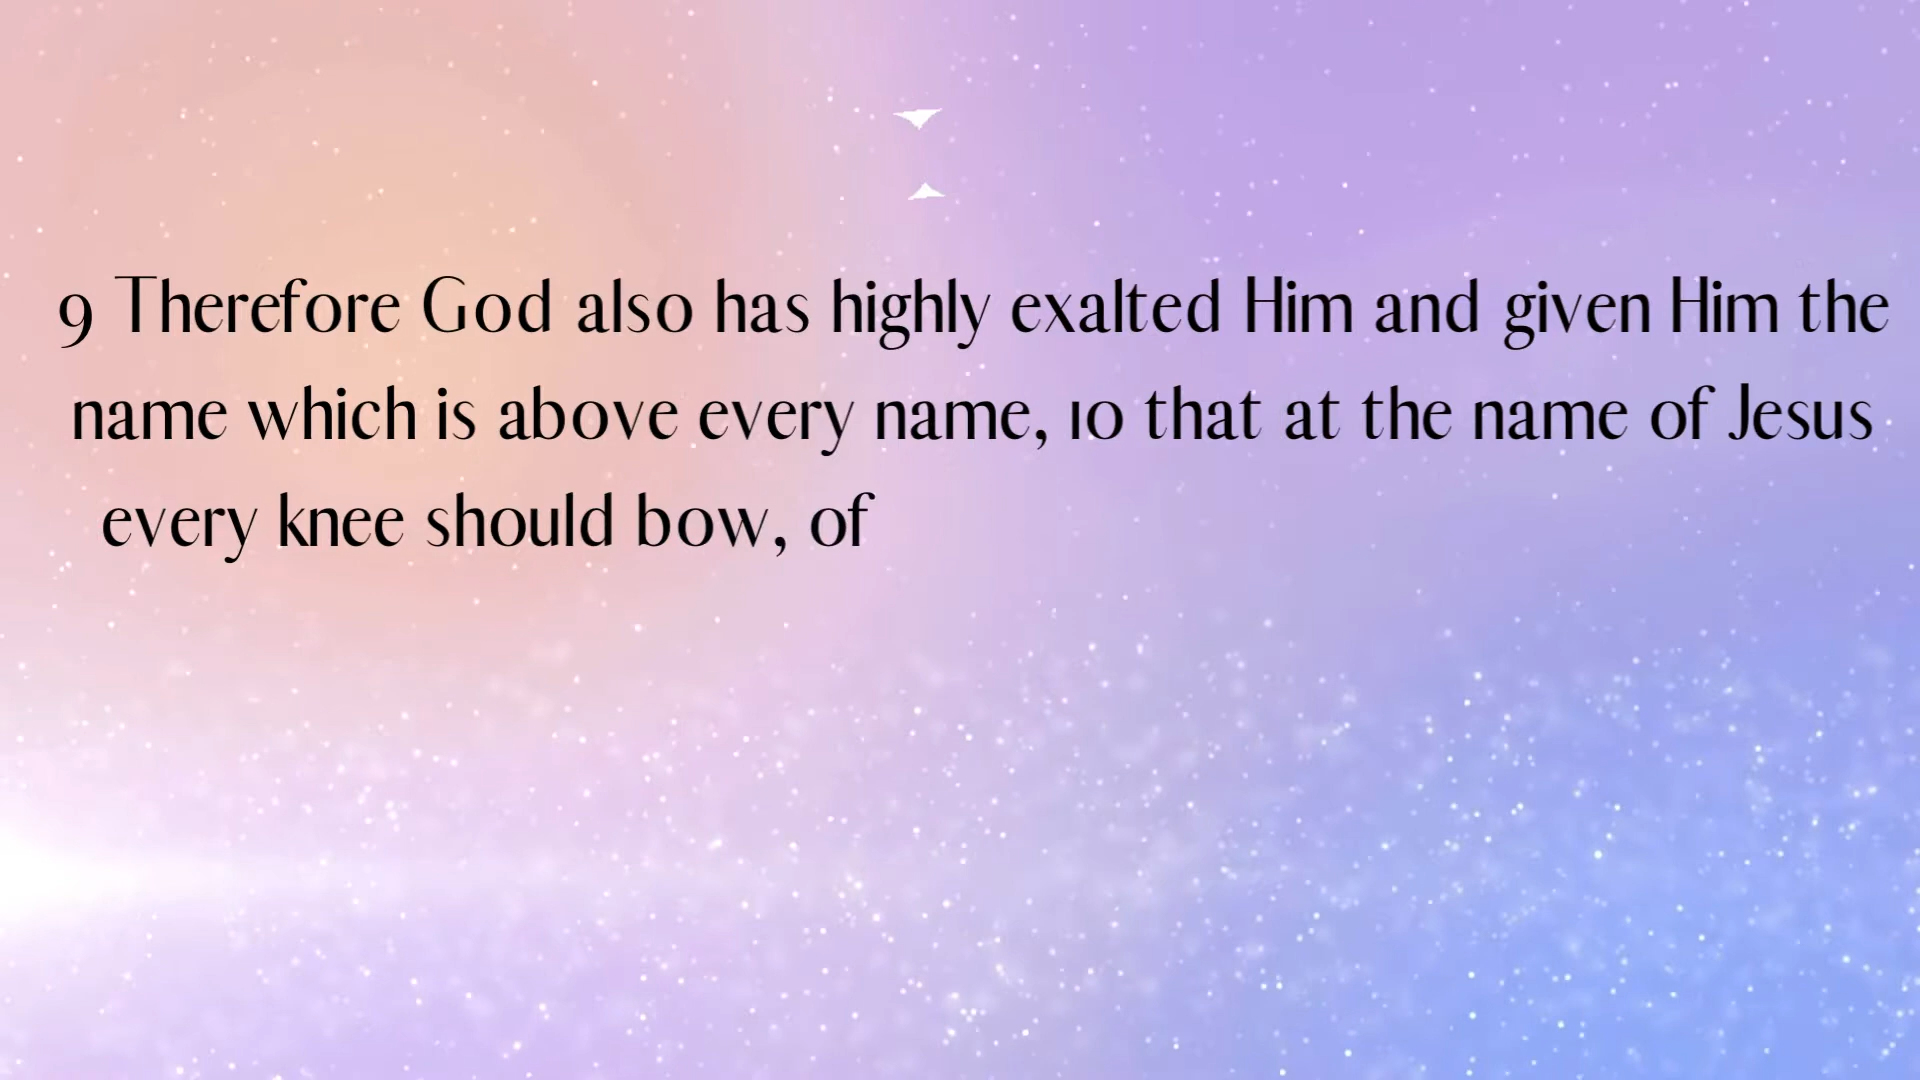 9 Therefore God also has highly exalted Him and given Him the
name which is above every name, 10 that at the name of Jesus
every knee should bow, of